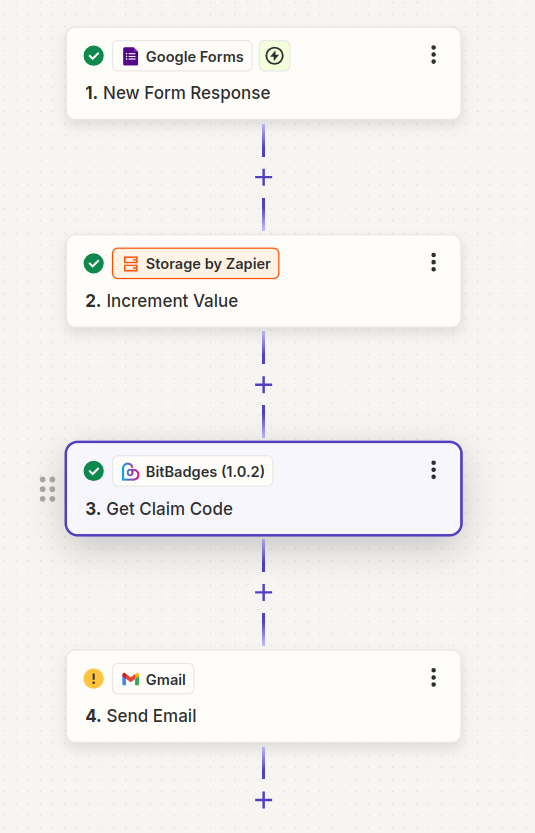 Google Forms
1. New Form Response
Storage by Zapier
2. Increment Value
BitBadges (1.0.2)
3. Get Claim Code
Gmail
4. Send Email